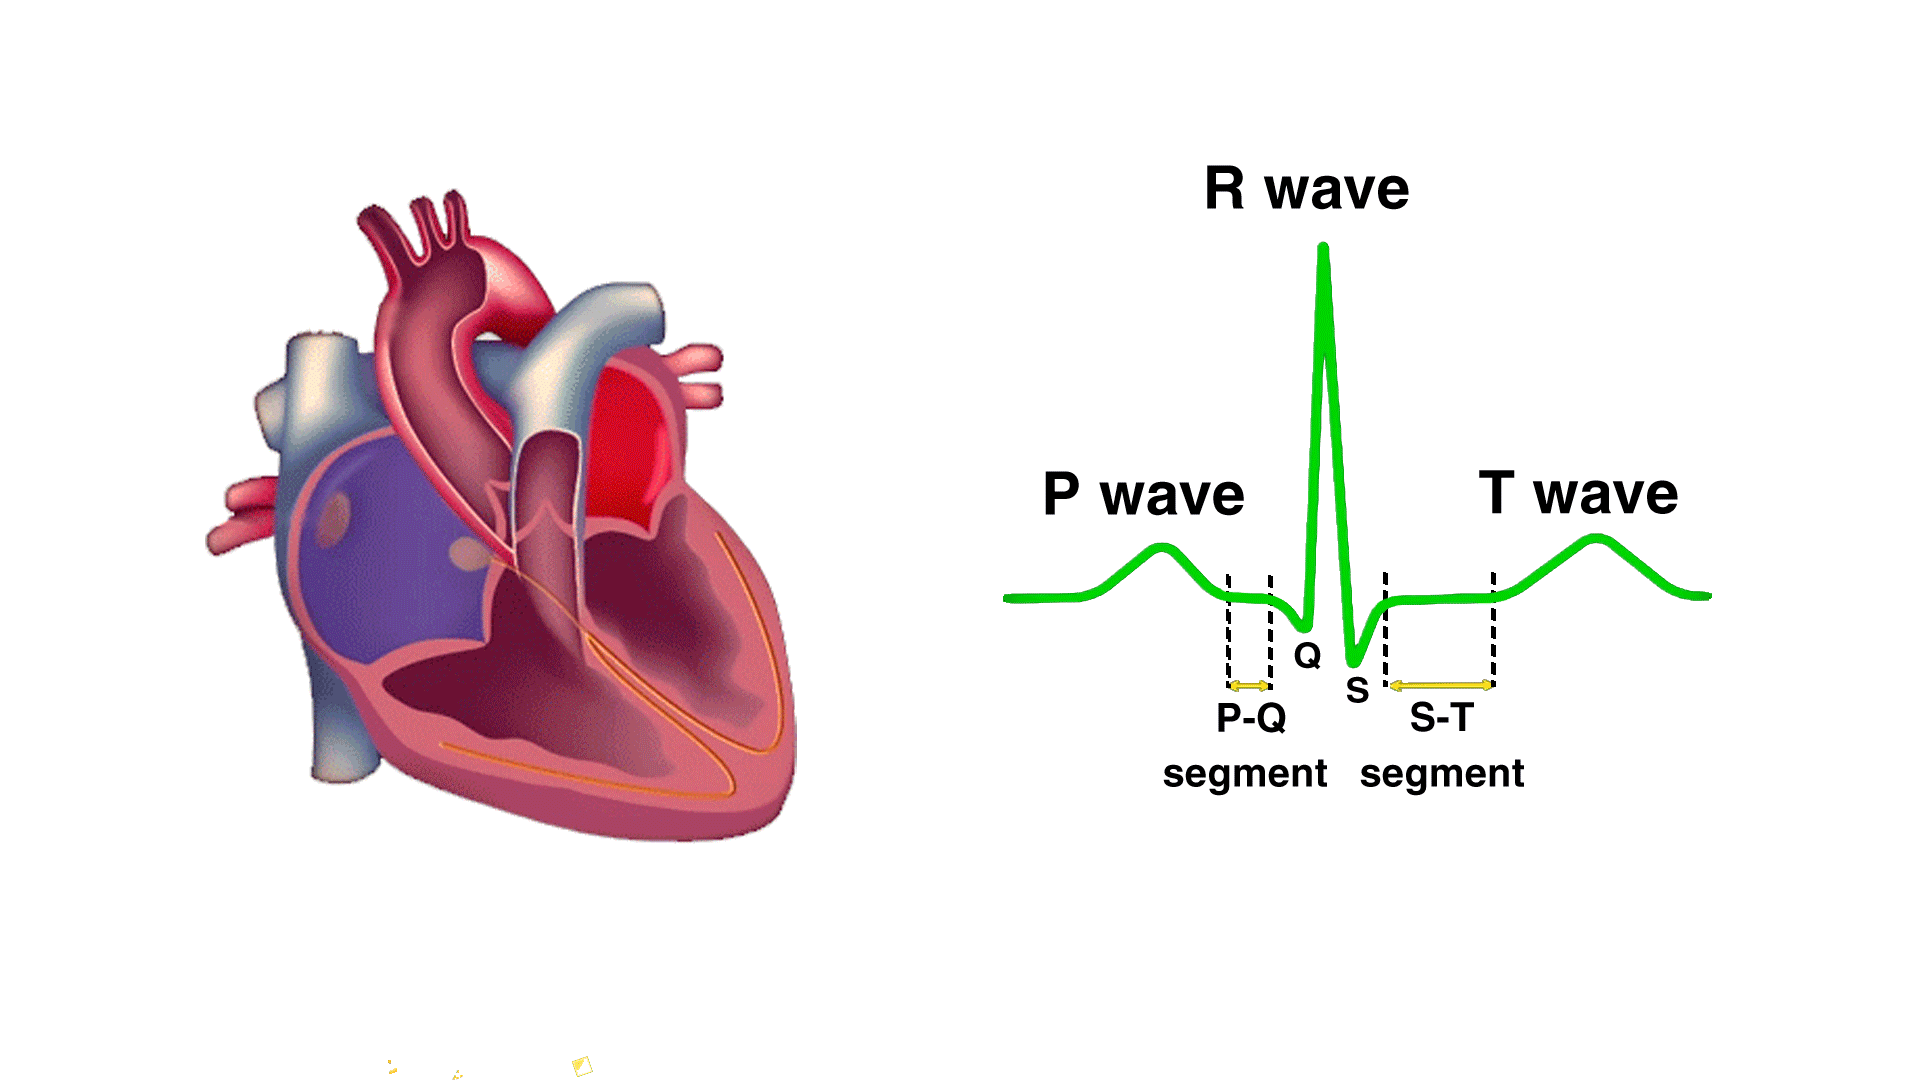 R wave
P wave
T wave
Q
S
P-Q
segment
S-T
segment